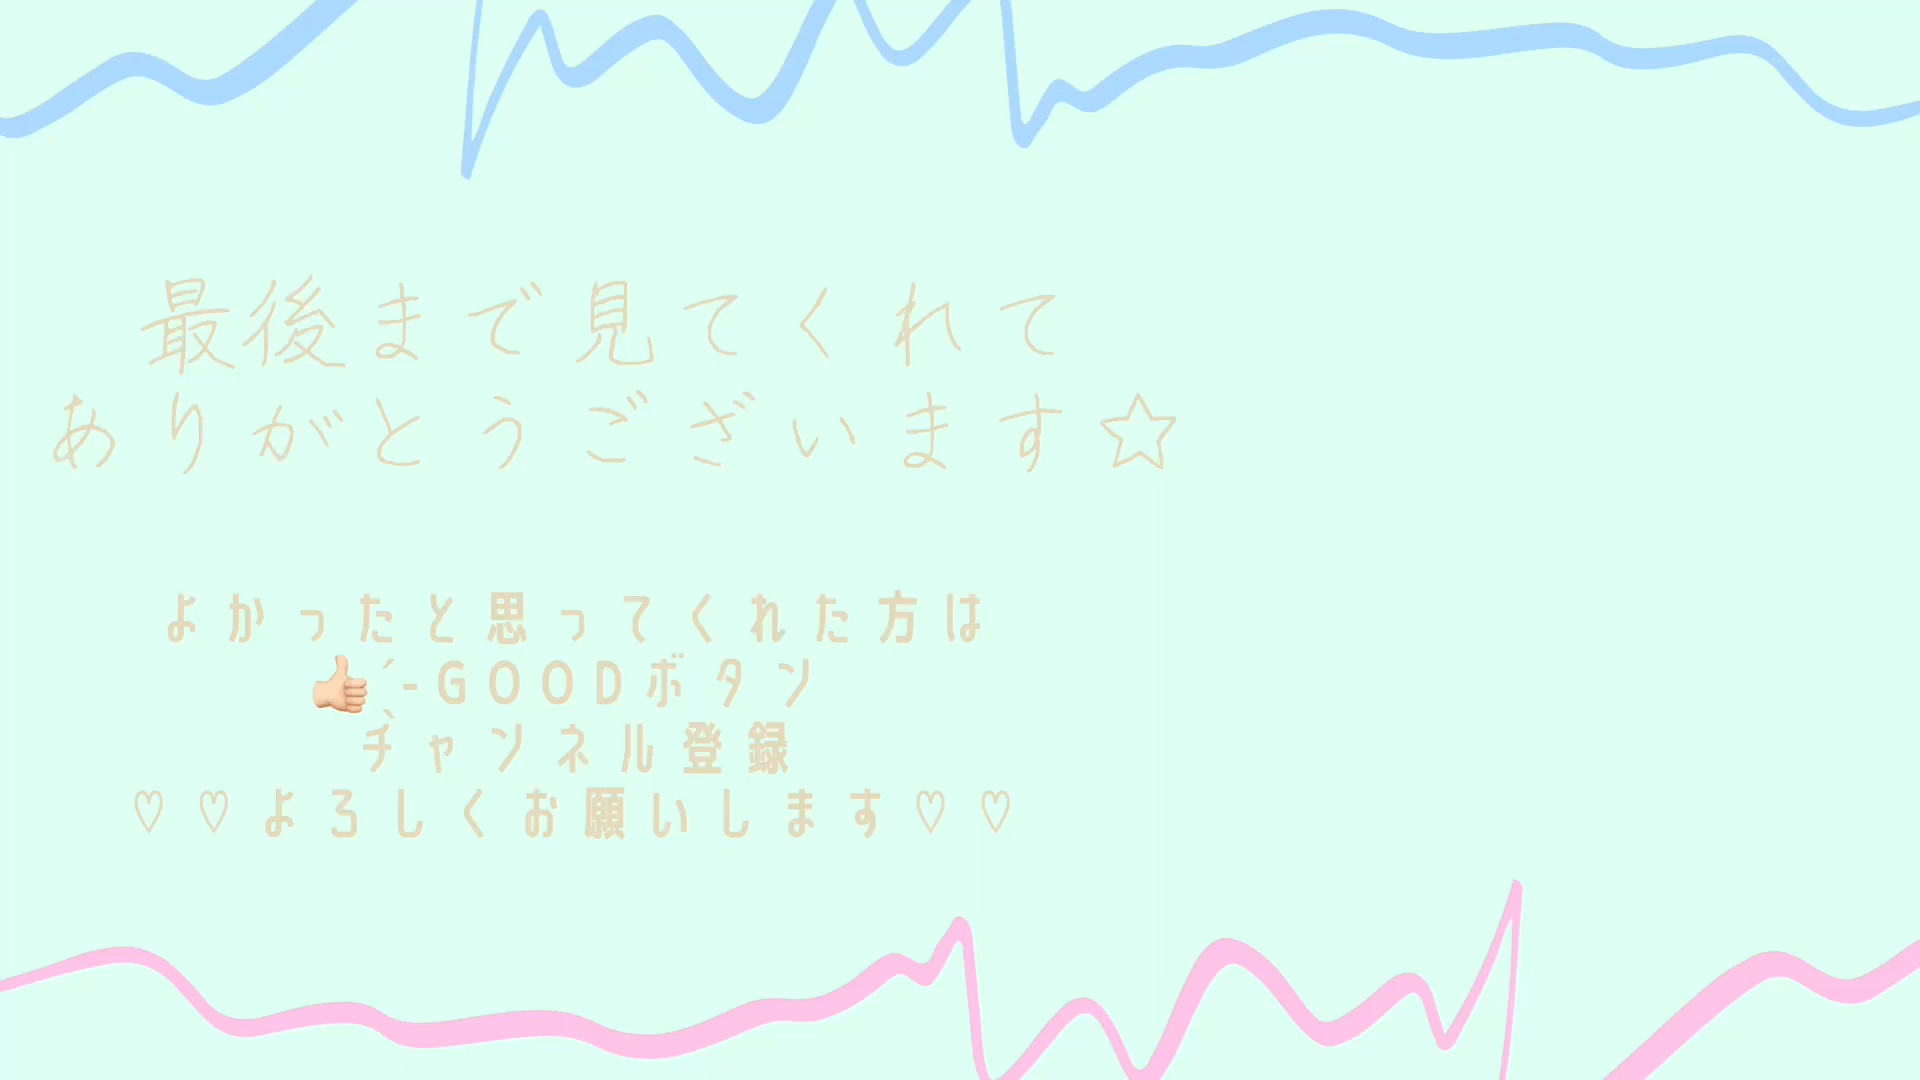 最後まで見てくれて
ありがとうございます☆
よかったと思ってくれた方は
👍🏻 ̖́-GOODボタン
チャンネル登録
♡♡よろしくお願いします♡♡